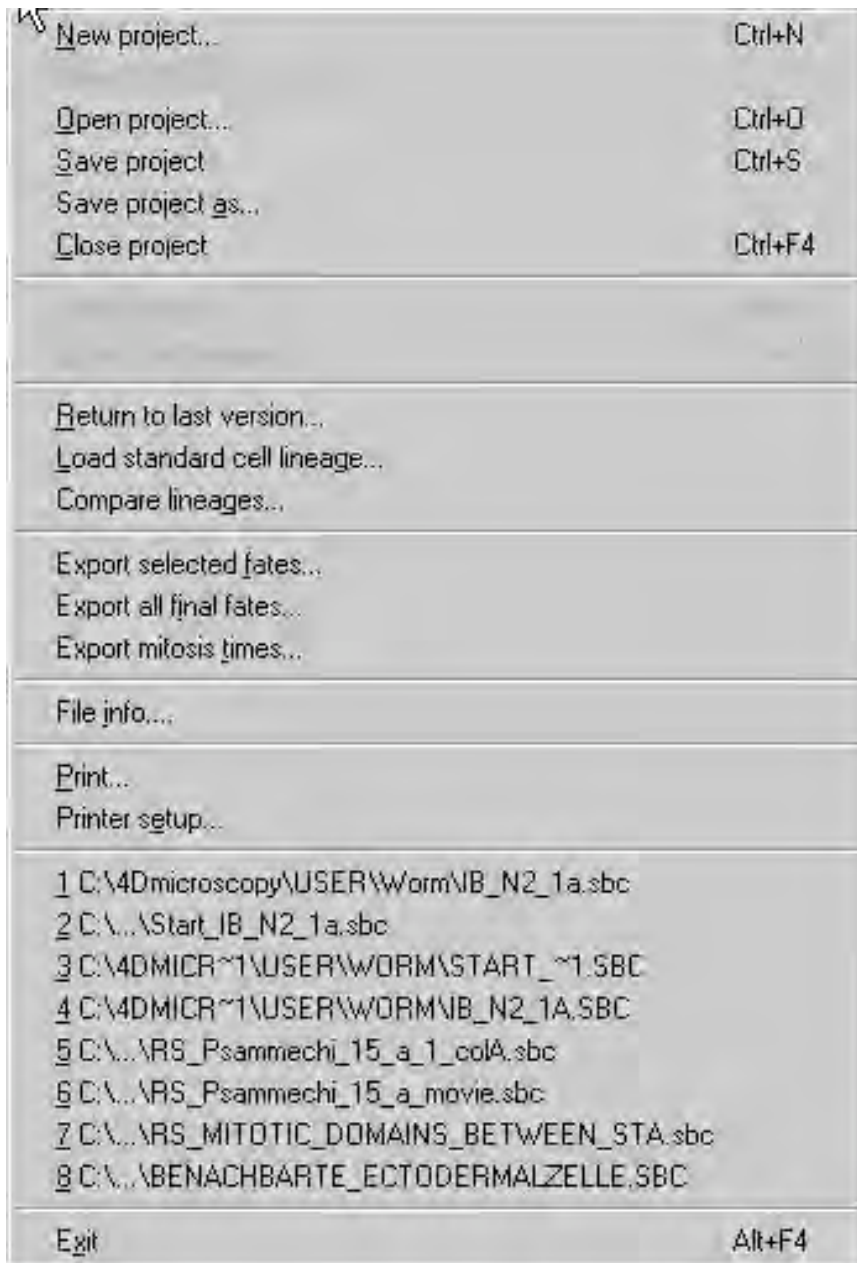 New project... Ctrl+N
Open project... Ctrl+O
Save project Ctrl+S
Save project as...
Close project Ctrl+F4
Return to last version...
Load standard cell lineage...
Compare lineages...
Export selected fates...
Export all final fates...
Export mitosis times...
File info....
Print...
Printer setup...
1 C:\4Dmicroscopy\USER\Worm\IB_N2_1a.sbc
2 C:\...\Start_IB_N2_1a.sbc
3 C:\4DMICR~1\USER\WORM\START_~1.SBC
4 C:\4DMICR~1\USER\WORM\IB_N2_1A.SBC
5 C:\...\RS_Psammechi_15_a_1_colA.sbc
6 C:\...\RS_Psammechi_15_a_movie.sbc
7 C:\...\RS_MITOTIC_DOMAINS_BETWEEN_STA.sbc
8 C:\...\BENACHBARTE_ECTODERMALZELLE.SBC
Exit Alt+F4